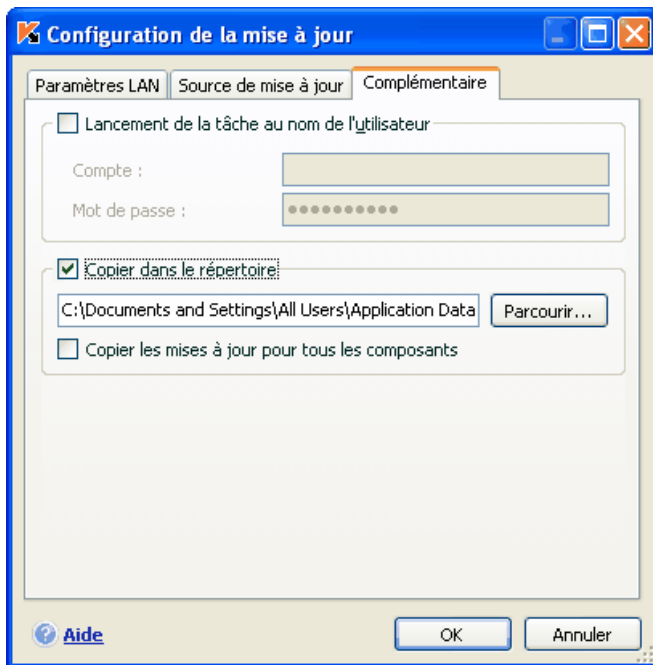 Configuration de la mise à jour
Paramètres LAN Source de mise à jour Complémentaire
Lancement de la tâche au nom de l'utilisateur
Compte :
Mot de passe : ●●●●●●●●●●
Copier dans le répertoire
C:\Documents and Settings\All Users\Application Data Parcourir...
Copier les mises à jour pour tous les composants
Aide OK Annuler